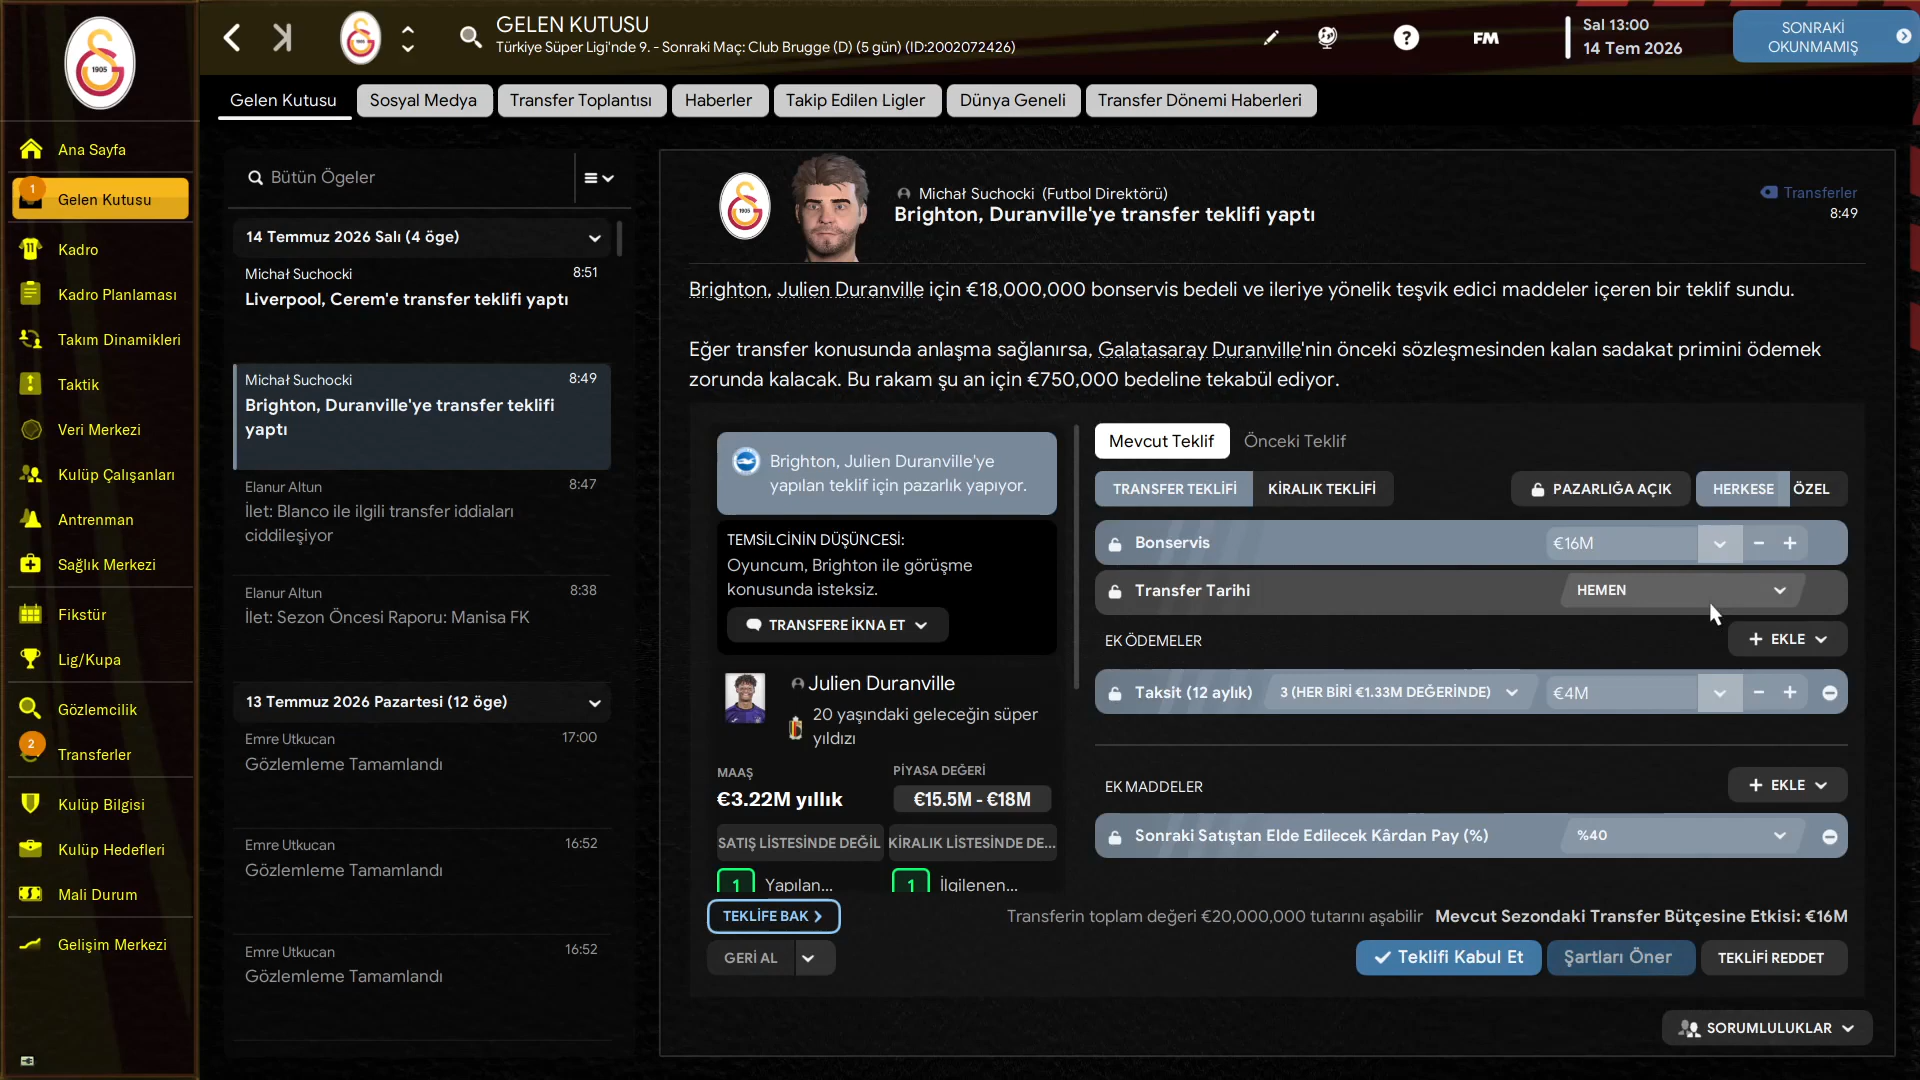 GELEN KUTUSU
Türkiye Süper Ligi'nde 9. - Sonraki Maç: Club Brugge (D) (5 gün) (ID:2002072426)
FM
Sal 13:00
14 Tem 2026
SONRAKİ
OKUNMAMIŞ
1905
Ana Sayfa
1
Gelen Kutusu
Kadro
Kadro Planlaması
Takım Dinamikleri
Taktik
Veri Merkezi
Kulüp Çalışanları
Antrenman
Sağlık Merkezi
Fikstür
Lig/Kupa
Gözlemcilik
2
Transferler
Kulüp Bilgisi
Kulüp Hedefleri
Mali Durum
Gelişim Merkezi
Gelen Kutusu
Sosyal Medya
Transfer Toplantısı
Haberler
Takip Edilen Ligler
Dünya Geneli
Transfer Dönemi Haberleri
Bütün Ögeler
14 Temmuz 2026 Salı (4 öge)
Michał Suchocki 8:51
Liverpool, Cerem'e transfer teklifi yaptı
Michał Suchocki 8:49
Brighton, Duranville'ye transfer teklifi
yaptı
Elanur Altun 8:47
İlet: Blanco ile ilgili transfer iddiaları
ciddileşiyor
Elanur Altun 8:38
İlet: Sezon Öncesi Raporu: Manisa FK
13 Temmuz 2026 Pazartesi (12 öge)
Emre Utkucan 17:00
Gözlemleme Tamamlandı
Emre Utkucan 16:52
Gözlemleme Tamamlandı
Emre Utkucan 16:52
Gözlemleme Tamamlandı
1905
Michał Suchocki (Futbol Direktörü)
Brighton, Duranville'ye transfer teklifi yaptı
Transferler
8:49
Brighton, Julien Duranville için €18,000,000 bonservis bedeli ve ileriye yönelik teşvik edici maddeler içeren bir teklif sundu.
Eğer transfer konusunda anlaşma sağlanırsa, Galatasaray Duranville'nin önceki sözleşmesinden kalan sadakat primini ödemek
zorunda kalacak. Bu rakam şu an için €750,000 bedeline tekabül ediyor.
Brighton, Julien Duranville'ye
yapılan teklif için pazarlık yapıyor.
TEMSİLCİNİN DÜŞÜNCESİ:
Oyuncum, Brighton ile görüşme
konusunda isteksiz.
TRANSFERE İKNA ET
Julien Duranville
20 yaşındaki geleceğin süper
yıldızı
MAAŞ
€3.22M yıllık
PİYASA DEĞERİ
€15.5M - €18M
SATIŞ LİSTESİNDE DEĞİL
KİRALIK LİSTESİNDE DE...
1 Yapılan...
1 İlgilenen...
TEKLİFE BAK
GERİ AL
Mevcut Teklif
Önceki Teklif
TRANSFER TEKLİFİ
KİRALIK TEKLİFİ
PAZARLIĞA AÇIK
HERKESE
ÖZEL
Bonservis €16M
Transfer Tarihi HEMEN
EK ÖDEMELER
EKLE
Taksit (12 aylık) 3 (HER BİRİ €1.33M DEĞERİNDE) €4M
EK MADDELER
EKLE
Sonraki Satıştan Elde Edilecek Kârdan Pay (%) %40
Transferin toplam değeri €20,000,000 tutarını aşabilir
Mevcut Sezondaki Transfer Bütçesine Etkisi: €16M
Teklifi Kabul Et
Şartları Öner
TEKLİFİ REDDET
SORUMLULUKLAR